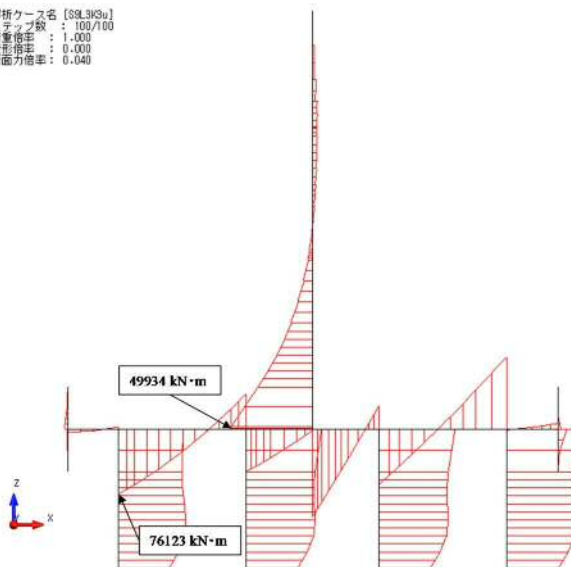 析ケース名 [S9L3W3u]
テップ数 : 100/100
重倍率 : 1.000
形倍率 : 0.000
面力倍率 : 0.040
49934 kN·m
76123 kN·m
Z
X